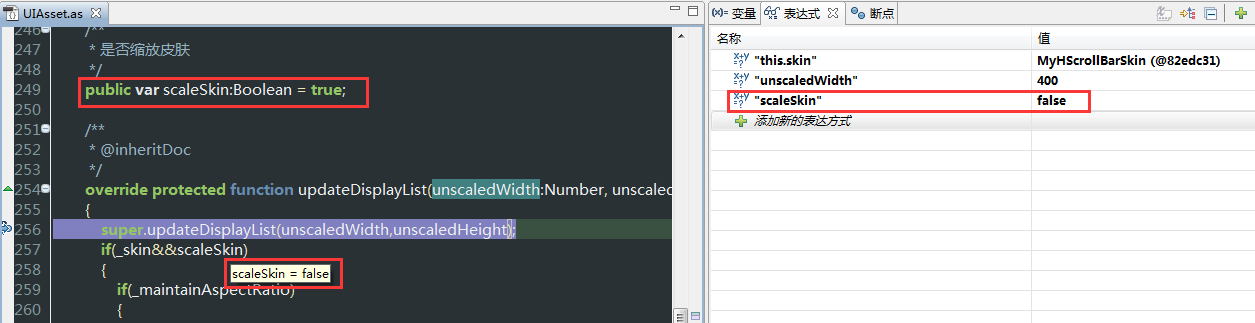 UIAsset.as
246 /**
247 * 是否缩放皮肤
248 */
249 public var scaleSkin:Boolean = true;
250
251 /**
252 * @inheritDoc
253 */
254 override protected function updateDisplayList(unscaledWidth:Number, unscaled
255 {
256 super.updateDisplayList(unscaledWidth,unscaledHeight);
257 if(_skin&&scaleSkin)
258 {
scaleSkin = false
259 if(_maintainAspectRatio)
260 {
(x)= 变量 表达式 断点
名称 值
"this.skin" MyHScrollBarSkin (@82edc31)
"unscaledWidth" 400
"scaleSkin" false
添加新的表达方式